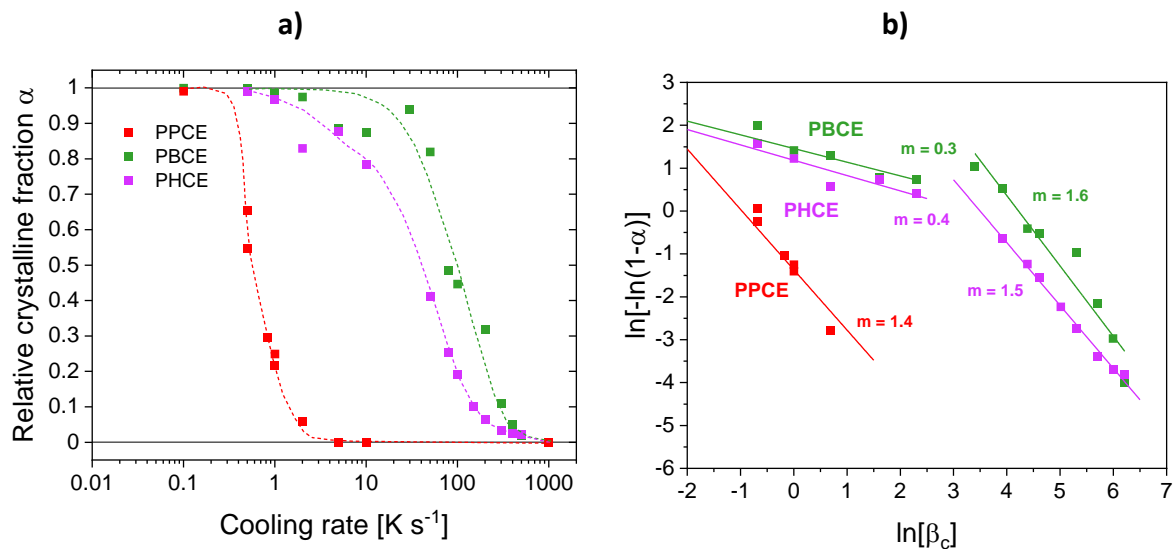 a)
1
0.9
0.8
0.7
0.6
0.5
0.4
0.3
0.2
0.1
0
Relative crystalline fraction α
PPCE
PBCE
PHCE
0.01 0.1 1 10 100 1000
Cooling rate [K s⁻¹]
b)
3
2
1
0
-1
-2
-3
-4
-5
-6
ln[-ln(1-α)]
PBCE
m = 0.3
PHCE
m = 0.4
m = 1.6
PPCE
m = 1.5
m = 1.4
-2 -1 0 1 2 3 4 5 6 7
ln[βc]